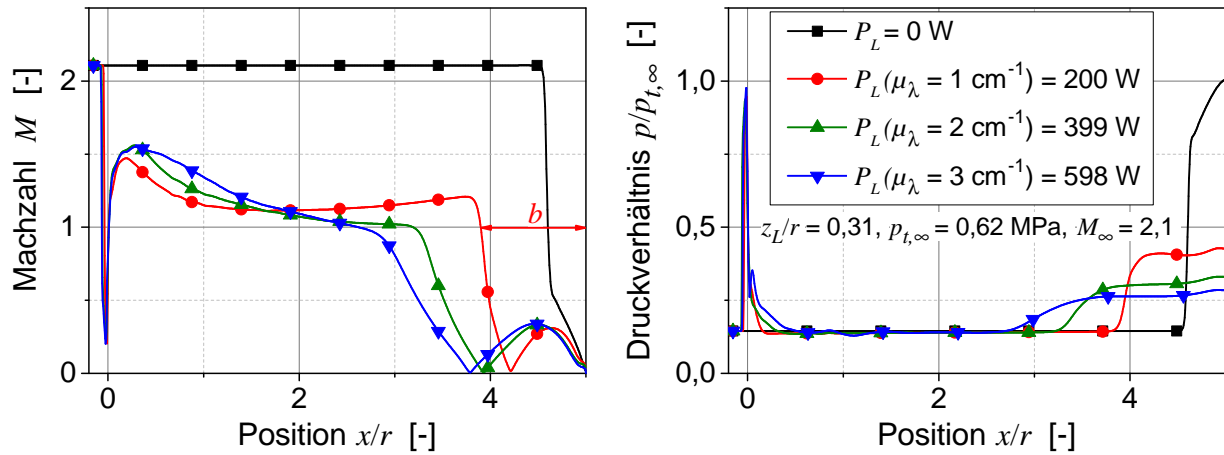 Machzahl M [-]
2
1
0
0
2
4
Position x/r [-]
b
Druckverhältnis p/p_{t,∞} [-]
1,0
0,5
0,0
0
2
4
Position x/r [-]
P_L = 0 W
P_L(μ_λ = 1 cm⁻¹) = 200 W
P_L(μ_λ = 2 cm⁻¹) = 399 W
P_L(μ_λ = 3 cm⁻¹) = 598 W
z_L/r = 0,31, p_{t,∞} = 0,62 MPa, M_∞ = 2,1